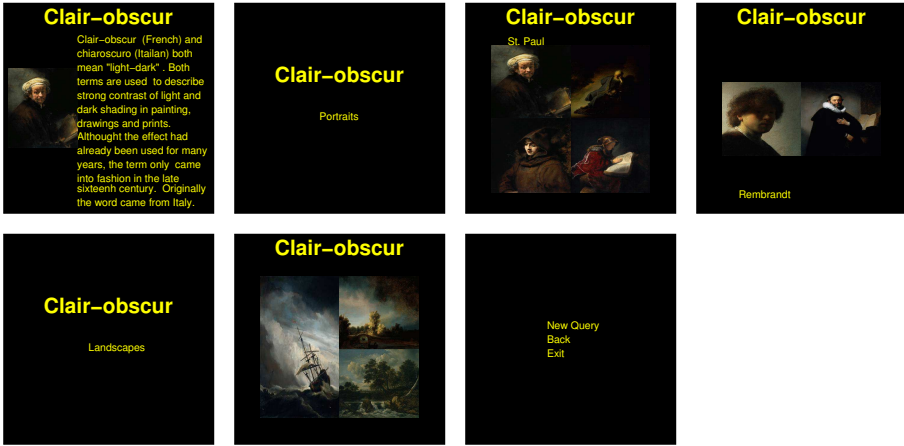 Clair–obscur
Clair–obscur (French) and
chiaroscuro (Itailan) both
mean "light–dark" . Both
terms are used to describe
strong contrast of light and
dark shading in painting,
drawings and prints.
Althought the effect had
already been used for many
years, the term only came
into fashion in the late
sixteenh century. Originally
the word came from Italy.
Clair–obscur
Portraits
Clair–obscur
St. Paul
Clair–obscur
Rembrandt
Clair–obscur
Landscapes
Clair–obscur
New Query
Back
Exit